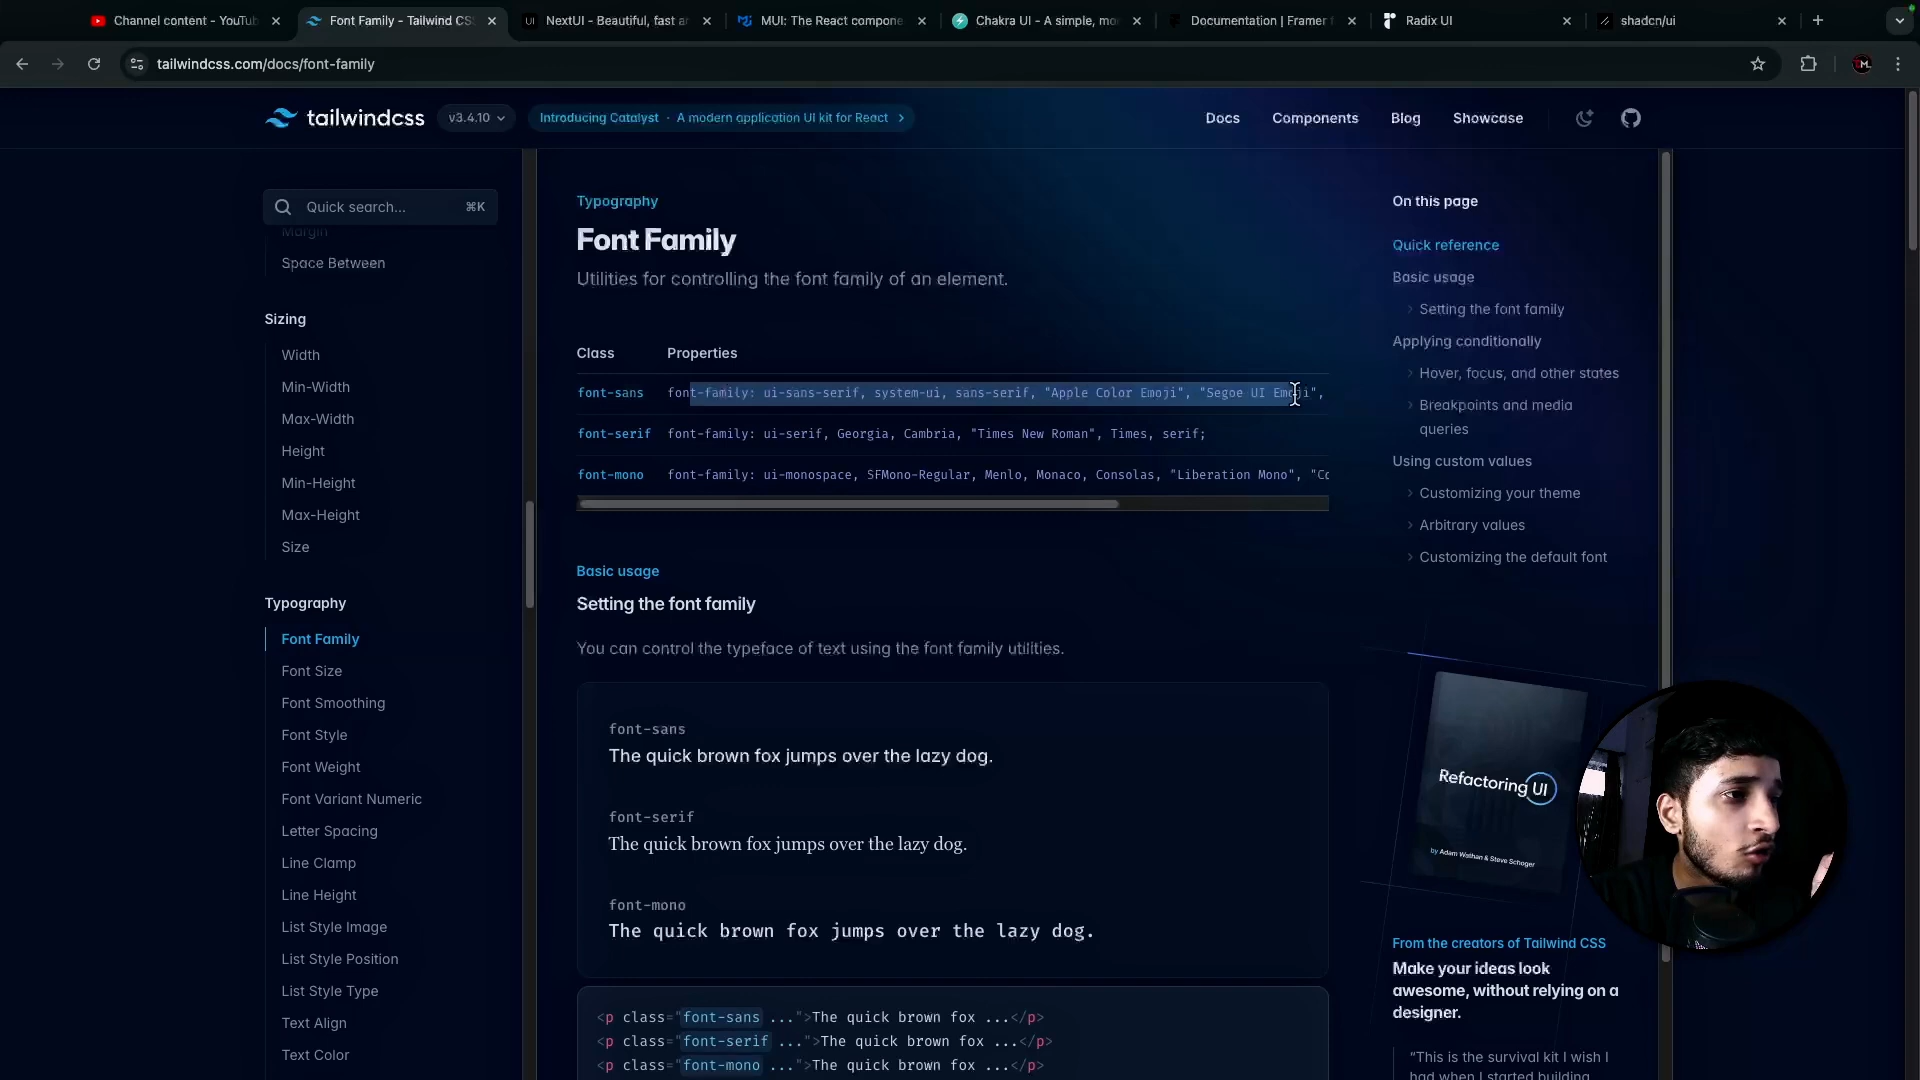 Channel content - YouTub
Font Family - Tailwind CS
NextUI - Beautiful, fast a
MUI: The React compone
Chakra UI - A simple, mo
Documentation | Framer f
Radix UI
shadcn/ui
tailwindcss.com/docs/font-family
tailwindcss
v3.4.10
Introducing Catalyst · A modern application UI kit for React
Docs
Components
Blog
Showcase
Quick search...
⌘K
Margin
Space Between
Sizing
Width
Min-Width
Max-Width
Height
Min-Height
Max-Height
Size
Typography
Font Family
Font Size
Font Smoothing
Font Style
Font Weight
Font Variant Numeric
Letter Spacing
Line Clamp
Line Height
List Style Image
List Style Position
List Style Type
Text Align
Text Color
Typography
Font Family
Utilities for controlling the font family of an element.
Class Properties
font-sans font-family: ui-sans-serif, system-ui, sans-serif, "Apple Color Emoji", "Segoe UI Emoji",
font-serif font-family: ui-serif, Georgia, Cambria, "Times New Roman", Times, serif;
font-mono font-family: ui-monospace, SFMono-Regular, Menlo, Monaco, Consolas, "Liberation Mono", "Co
Basic usage
Setting the font family
You can control the typeface of text using the font family utilities.
font-sans
The quick brown fox jumps over the lazy dog.
font-serif
The quick brown fox jumps over the lazy dog.
font-mono
The quick brown fox jumps over the lazy dog.
<p class="font-sans ...">The quick brown fox ...</p>
<p class="font-serif ...">The quick brown fox ...</p>
<p class="font-mono ...">The quick brown fox ...</p>
On this page
Quick reference
Basic usage
Setting the font family
Applying conditionally
Hover, focus, and other states
Breakpoints and media
queries
Using custom values
Customizing your theme
Arbitrary values
Customizing the default font
Refactoring UI
by Adam Wathan & Steve Schoger
From the creators of Tailwind CSS
Make your ideas look
awesome, without relying on a
designer.
"This is the survival kit I wish I
had when I started building